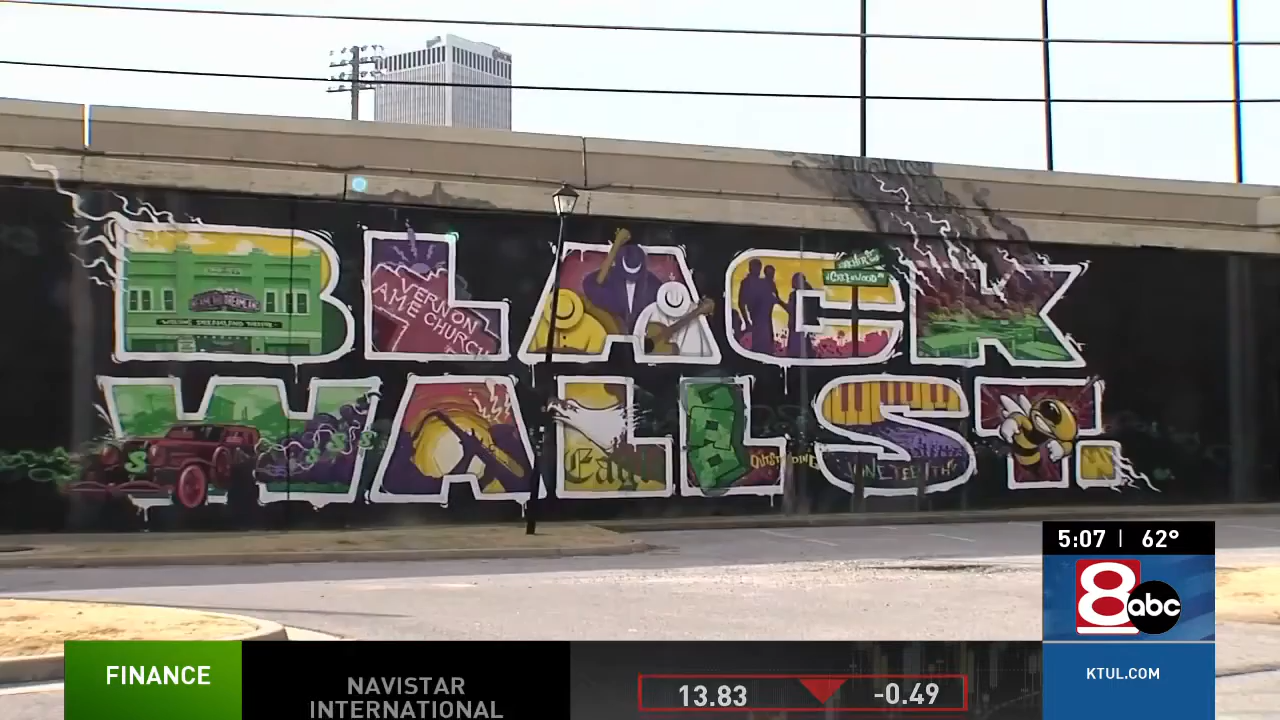 BLACK
VERNON
AME CHURCH
GREENWOOD
WALL ST.
Eagle
JUNETEENTH
5:07 | 62°
8 abc
KTUL.COM
FINANCE
NAVISTAR
INTERNATIONAL
13.83 -0.49